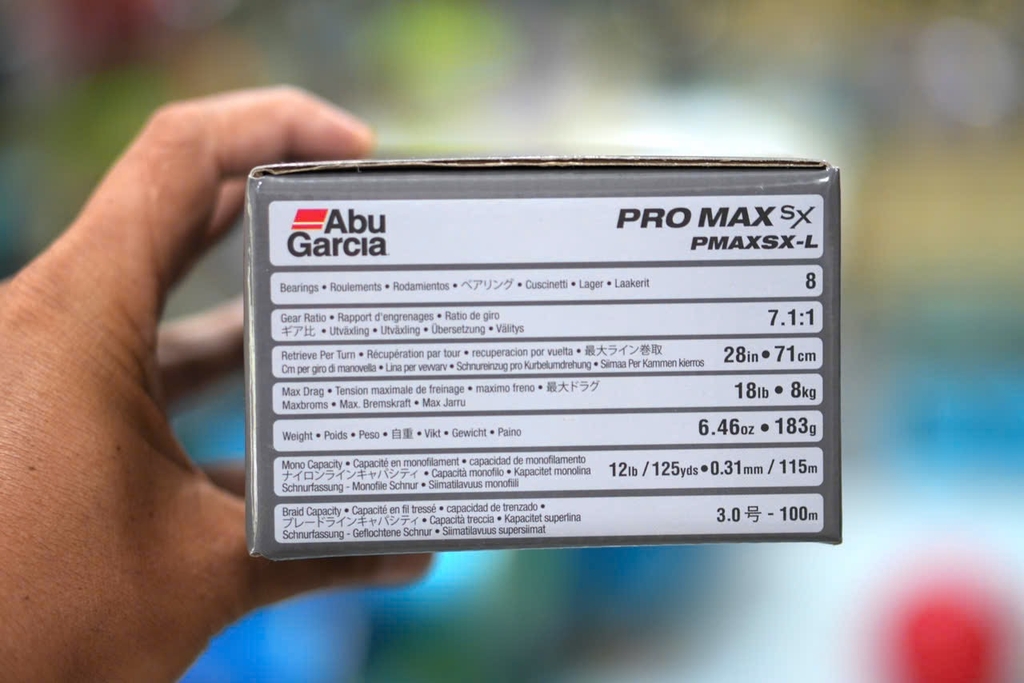 Abu
Garcia
PRO MAX SX
PMAXSX-L
Bearings • Roulements • Rodamientos • ベアリング • Cuscinetti • Lager • Laakerit
8
Gear Ratio • Rapport d'engrenages • Ratio de giro
ギア比 • Utväxling • Utväxling • Übersetzung • Välitys
7.1:1
Retrieve Per Turn • Récupération par tour • recuperacion por vuelta • 最大ライン巻取
Cm per giro di manovella • Lina per vevvarv • Schnureinzug pro Kurbelumdrehung • Siimaa Per Kammen kierros
28in • 71cm
Max Drag • Tension maximale de freinage • maximo freno • 最大ドラグ
Maxbroms • Max. Bremskraft • Max Jarru
18lb • 8kg
Weight • Poids • Peso • 自重 • Vikt • Gewicht • Paino
6.46oz • 183g
Mono Capacity • Capacité en monofilament • capacidad de monofilamento
ナイロンラインキャパシティ • Capacità monofilo • Kapacitet monolina
Schnurfassung - Monofile Schnur • Siimatilavuus monofiili
12lb / 125yds • 0.31mm / 115m
Braid Capacity • Capacité en fil tressé • capacidad de trenzado •
ブレードラインキャパシティ • Capacità treccia • Kapacitet superlina
Schnurfassung - Geflochtene Schnur • Siimatilavuus supersiimat
3.0 号 - 100m